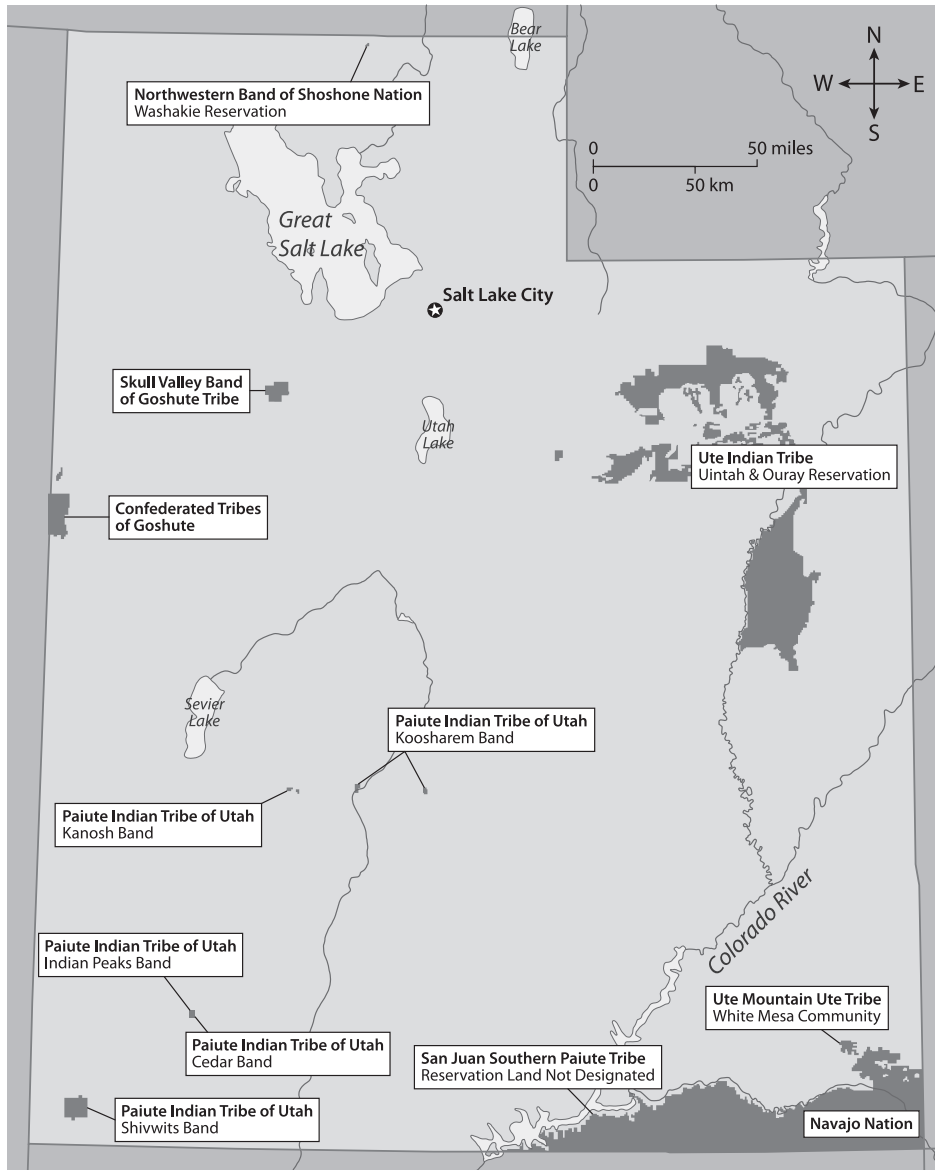 Bear
Lake
N
W
E
S
Northwestern Band of Shoshone Nation
Washakie Reservation
0
50 miles
0
50 km
Great
Salt Lake
Salt Lake City
Skull Valley Band
of Goshute Tribe
Utah
Lake
Ute Indian Tribe
Uintah & Ouray Reservation
Confederated Tribes
of Goshute
Sevier
Lake
Paiute Indian Tribe of Utah
Koosharem Band
Paiute Indian Tribe of Utah
Kanosh Band
Colorado River
Paiute Indian Tribe of Utah
Indian Peaks Band
Ute Mountain Ute Tribe
White Mesa Community
Paiute Indian Tribe of Utah
Cedar Band
San Juan Southern Paiute Tribe
Reservation Land Not Designated
Paiute Indian Tribe of Utah
Shivwits Band
Navajo Nation